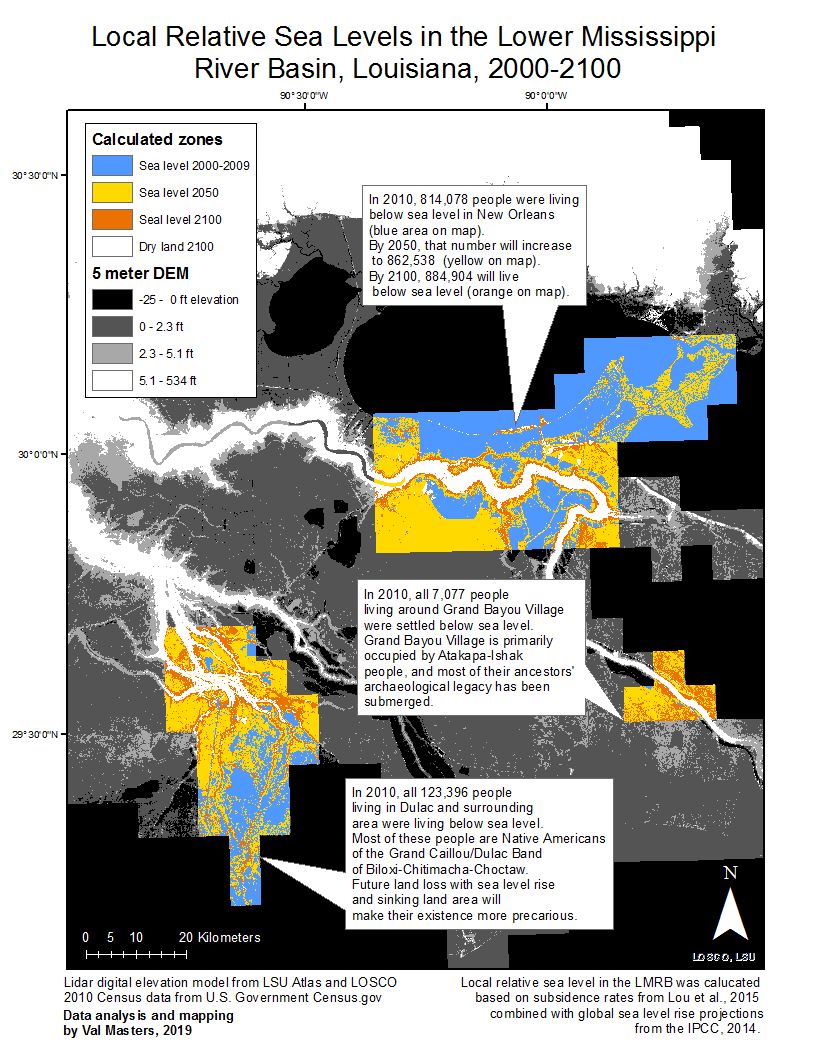 Local Relative Sea Levels in the Lower Mississippi
River Basin, Louisiana, 2000-2100
90°30'0"W
90°0'0"W
30°30'0"N
30°0'0"N
29°30'0"N
Calculated zones
Sea level 2000-2009
Sea level 2050
Seal level 2100
Dry land 2100
5 meter DEM
-25 - 0 ft elevation
0 - 2.3 ft
2.3 - 5.1 ft
5.1 - 534 ft
In 2010, 814,078 people were living
below sea level in New Orleans
(blue area on map).
By 2050, that number will increase
to 862,538 (yellow on map).
By 2100, 884,904 will live
below sea level (orange on map).
In 2010, all 7,077 people
living around Grand Bayou Village
were settled below sea level.
Grand Bayou Village is primarily
occupied by Atakapa-Ishak
people, and most of their ancestors'
archaeological legacy has been
submerged.
In 2010, all 123,396 people
living in Dulac and surrounding
area were living below sea level.
Most of these people are Native Americans
of the Grand Caillou/Dulac Band
of Biloxi-Chitimacha-Choctaw.
Future land loss with sea level rise
and sinking land area will
make their existence more precarious.
N
LOSCO, LSU
0 5 10 20 Kilometers
Lidar digital elevation model from LSU Atlas and LOSCO
2010 Census data from U.S. Government Census.gov
Data analysis and mapping
by Val Masters, 2019
Local relative sea level in the LMRB was calucated
based on subsidence rates from Lou et al., 2015
combined with global sea level rise projections
from the IPCC, 2014.